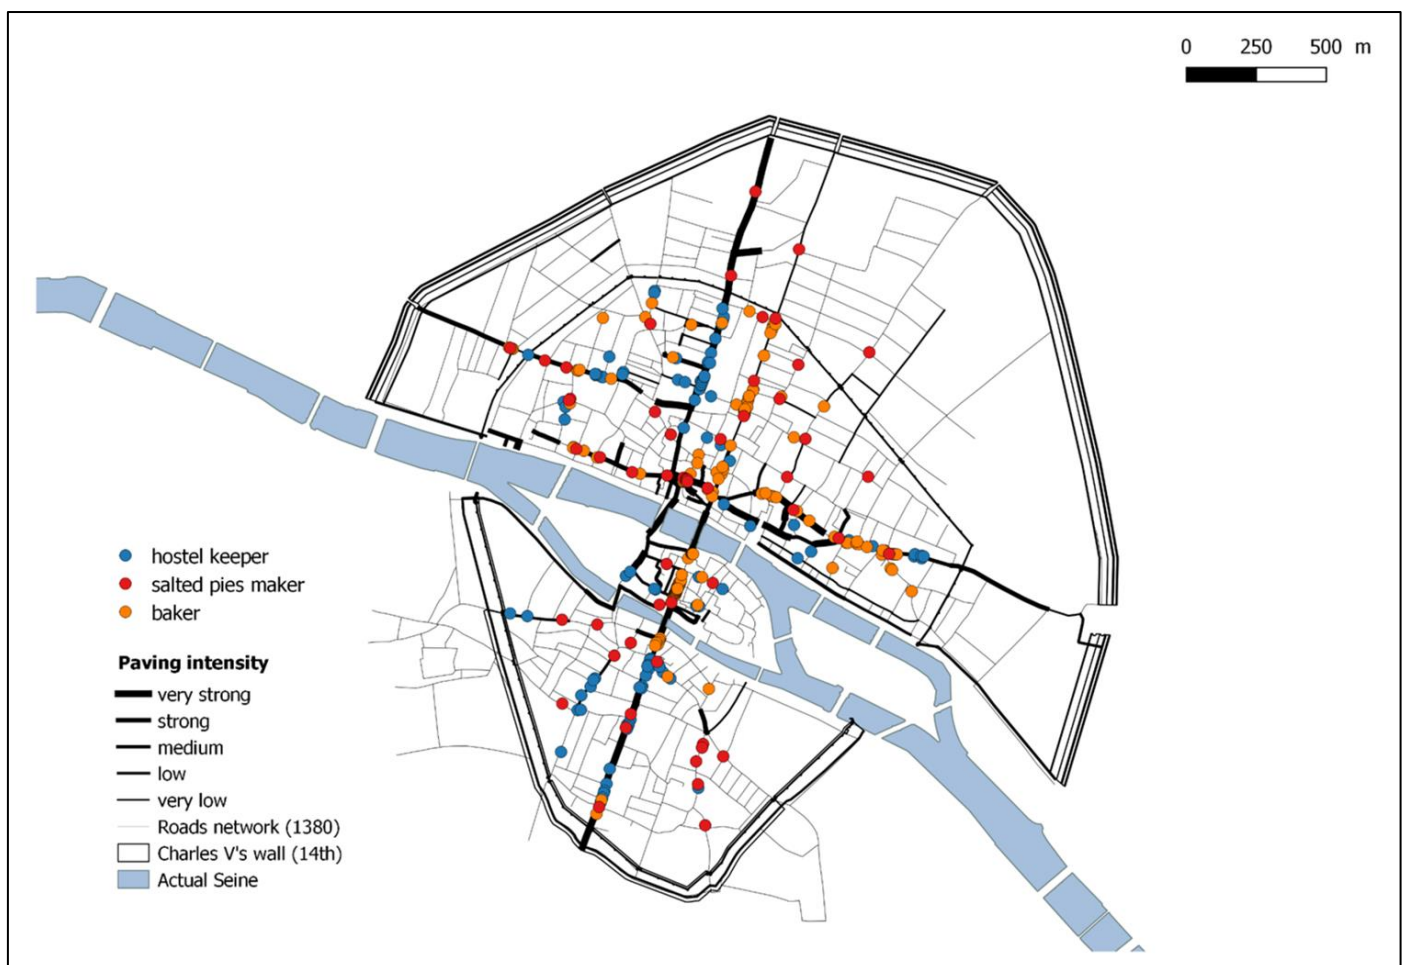 0 250 500 m
hostel keeper
salted pies maker
baker
Paving intensity
very strong
strong
medium
low
very low
Roads network (1380)
Charles V's wall (14th)
Actual Seine